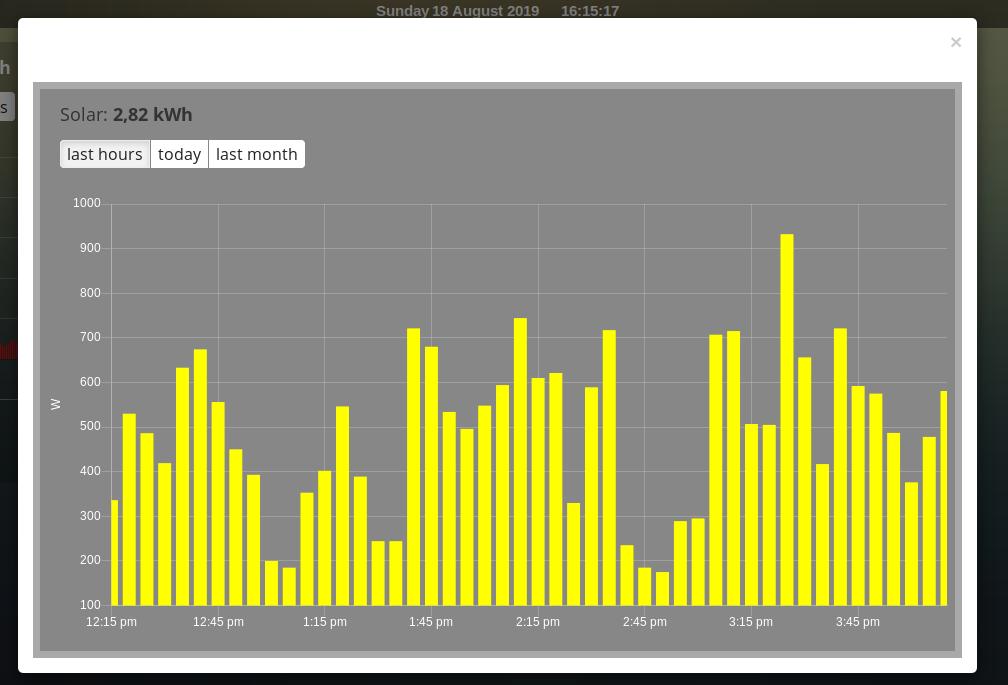 Sunday 18 August 2019 16:15:17
×
h
s
Solar: 2,82 kWh
last hours today last month
1000
900
800
700
600
500
400
300
200
100
W
12:15 pm 12:45 pm 1:15 pm 1:45 pm 2:15 pm 2:45 pm 3:15 pm 3:45 pm